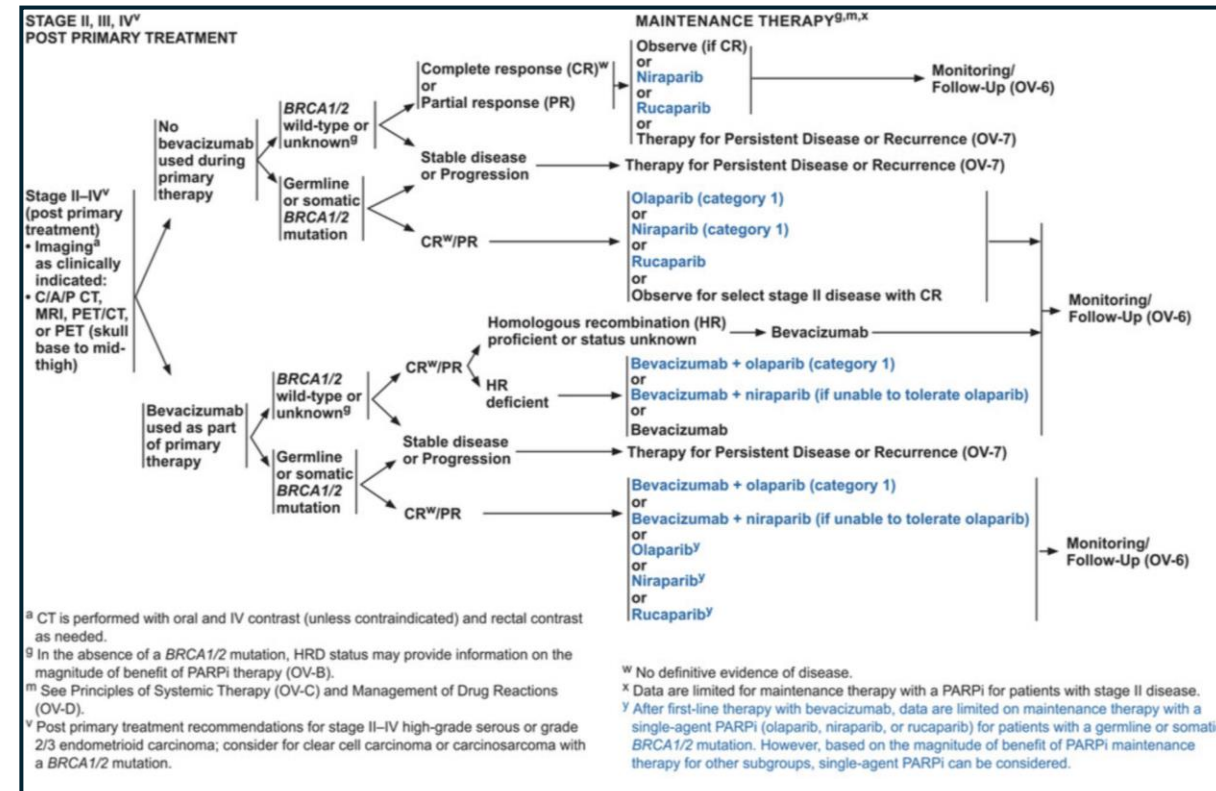 STAGE II, III, IVv
POST PRIMARY TREATMENT
MAINTENANCE THERAPYg,m,x
Stage II–IVv
(post primary
treatment)
• Imaginga
as clinically
indicated:
• C/A/P CT,
MRI, PET/CT,
or PET (skull
base to mid-
thigh)
No
bevacizumab
used during
primary
therapy
BRCA1/2
wild-type or
unknowng
Germline
or somatic
BRCA1/2
mutation
Complete response (CR)w
or
Partial response (PR)
Stable disease
or Progression
CRw/PR
Observe (if CR)
or
Niraparib
or
Rucaparib
or
Therapy for Persistent Disease or Recurrence (OV-7)
Monitoring/
Follow-Up (OV-6)
Therapy for Persistent Disease or Recurrence (OV-7)
Olaparib (category 1)
or
Niraparib (category 1)
or
Rucaparib
or
Observe for select stage II disease with CR
Monitoring/
Follow-Up (OV-6)
Bevacizumab
used as part
of primary
therapy
BRCA1/2
wild-type or
unknowng
Germline
or somatic
BRCA1/2
mutation
CRw/PR
Homologous recombination (HR)
proficient or status unknown
Bevacizumab
HR
deficient
Bevacizumab + olaparib (category 1)
or
Bevacizumab + niraparib (if unable to tolerate olaparib)
or
Bevacizumab
Stable disease
or Progression
Therapy for Persistent Disease or Recurrence (OV-7)
CRw/PR
Bevacizumab + olaparib (category 1)
or
Bevacizumab + niraparib (if unable to tolerate olaparib)
or
Olapariby
or
Nirapariby
or
Rucapariby
Monitoring/
Follow-Up (OV-6)
a CT is performed with oral and IV contrast (unless contraindicated) and rectal contrast
as needed.
g In the absence of a BRCA1/2 mutation, HRD status may provide information on the
magnitude of benefit of PARPi therapy (OV-B).
m See Principles of Systemic Therapy (OV-C) and Management of Drug Reactions
(OV-D).
v Post primary treatment recommendations for stage II–IV high-grade serous or grade
2/3 endometrioid carcinoma; consider for clear cell carcinoma or carcinosarcoma with
a BRCA1/2 mutation.
w No definitive evidence of disease.
x Data are limited for maintenance therapy with a PARPi for patients with stage II disease.
y After first-line therapy with bevacizumab, data are limited on maintenance therapy with a
single-agent PARPi (olaparib, niraparib, or rucaparib) for patients with a germline or somati
BRCA1/2 mutation. However, based on the magnitude of benefit of PARPi maintenance
therapy for other subgroups, single-agent PARPi can be considered.